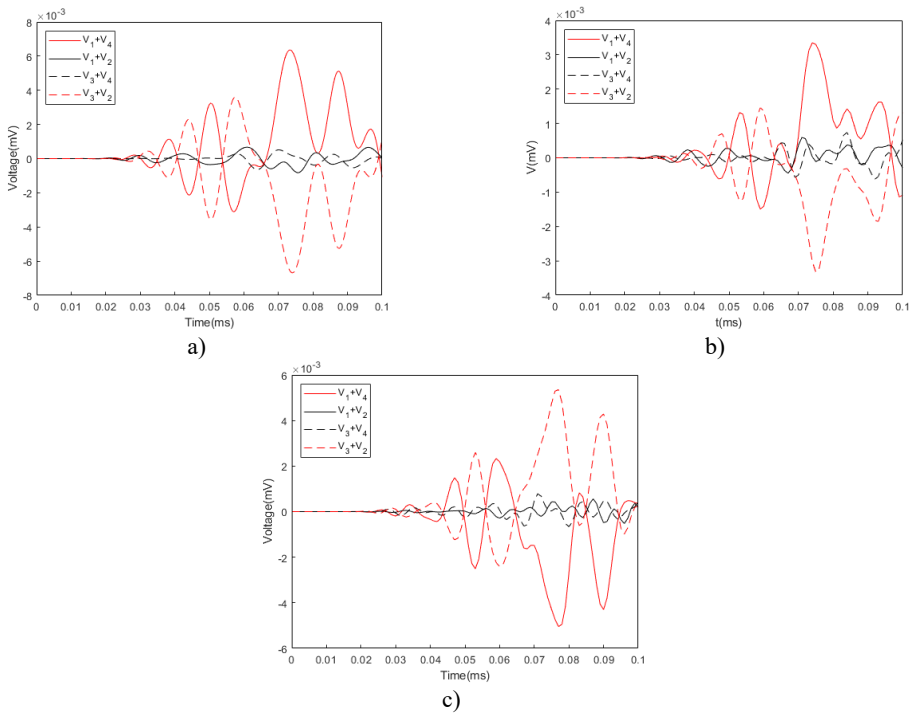 ×10⁻³
8
6
4
2
0
-2
-4
-6
-8
Voltage(mV)
V₁+V₄
V₁+V₂
V₃+V₄
V₃+V₂
0 0.01 0.02 0.03 0.04 0.05 0.06 0.07 0.08 0.09 0.1
Time(ms)
a)
×10⁻³
4
3
2
1
0
-1
-2
-3
-4
V(mV)
V₁+V₄
V₁+V₂
V₃+V₄
V₃+V₂
0 0.01 0.02 0.03 0.04 0.05 0.06 0.07 0.08 0.09 0.1
t(ms)
b)
×10⁻³
6
4
2
0
-2
-4
-6
Voltage(mV)
V₁+V₄
V₁+V₂
V₃+V₄
V₃+V₂
0 0.01 0.02 0.03 0.04 0.05 0.06 0.07 0.08 0.09 0.1
Time(ms)
c)